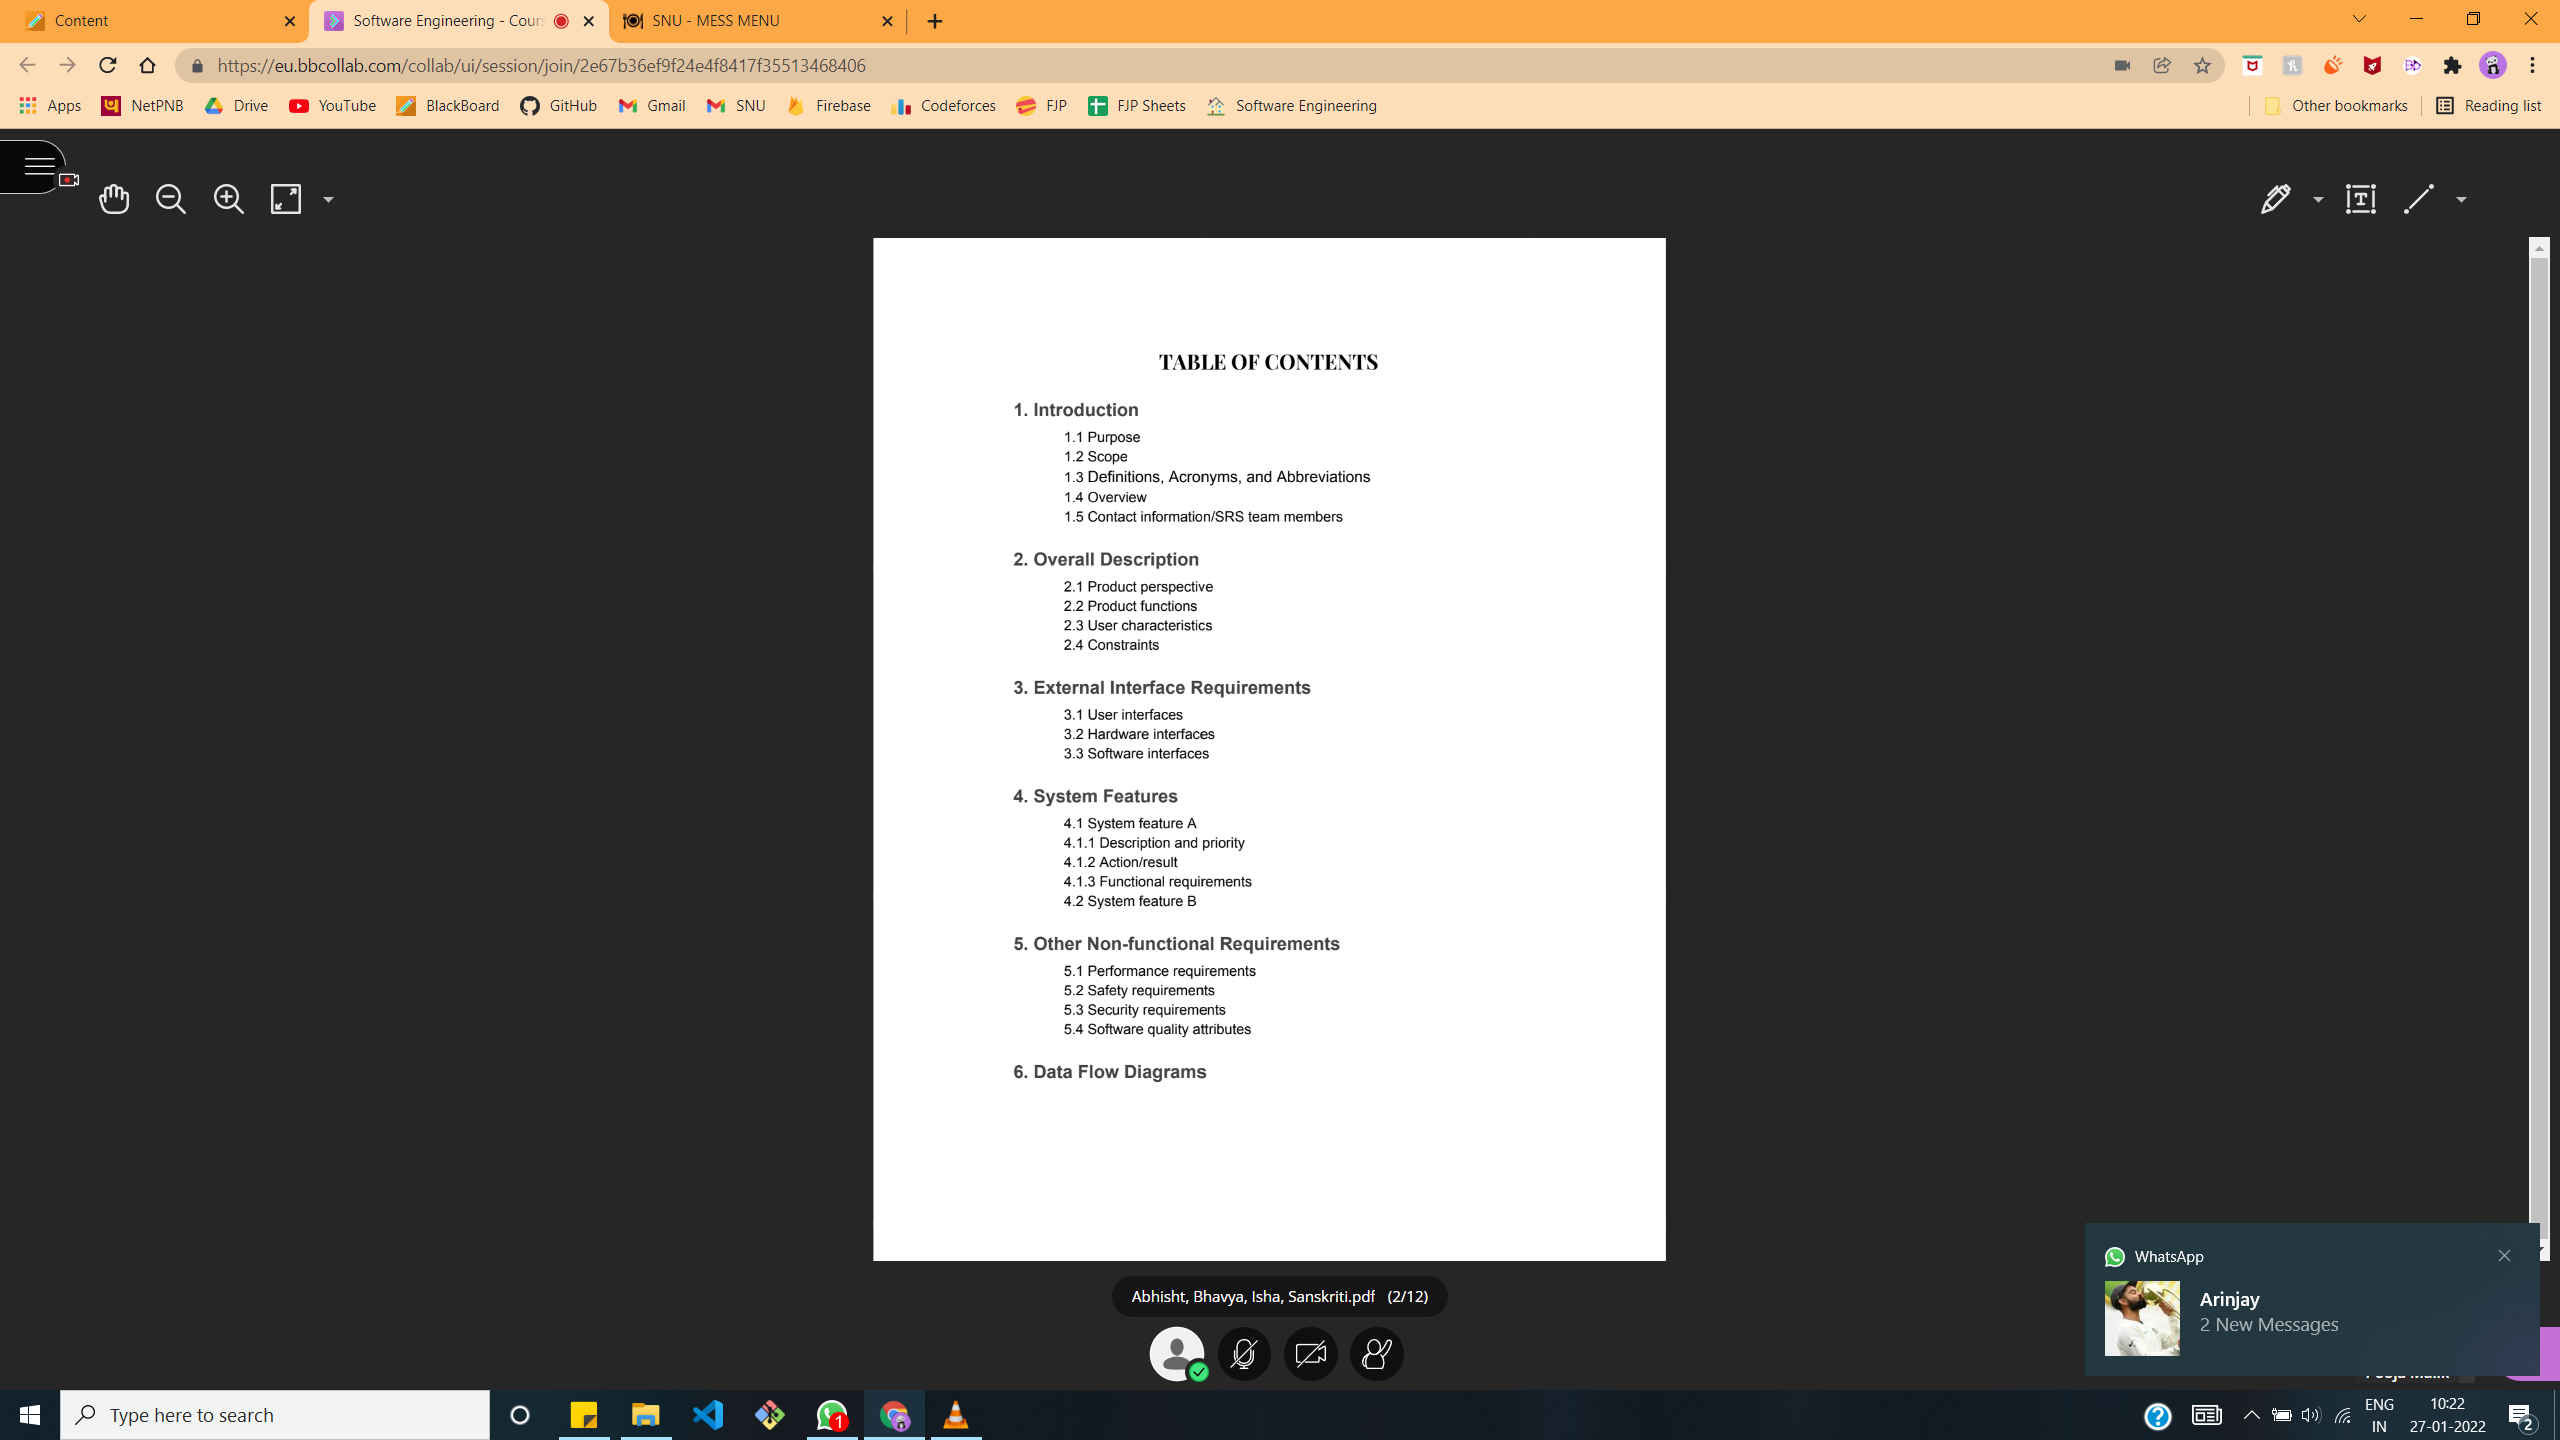 Content
Software Engineering - Cour
SNU - MESS MENU
https://eu.bbcollab.com/collab/ui/session/join/2e67b36ef9f24e4f8417f35513468406
Apps
NetPNB
Drive
YouTube
BlackBoard
GitHub
Gmail
SNU
Firebase
Codeforces
FJP
FJP Sheets
Software Engineering
Other bookmarks
Reading list
TABLE OF CONTENTS
1. Introduction
1.1 Purpose
1.2 Scope
1.3 Definitions, Acronyms, and Abbreviations
1.4 Overview
1.5 Contact information/SRS team members
2. Overall Description
2.1 Product perspective
2.2 Product functions
2.3 User characteristics
2.4 Constraints
3. External Interface Requirements
3.1 User interfaces
3.2 Hardware interfaces
3.3 Software interfaces
4. System Features
4.1 System feature A
4.1.1 Description and priority
4.1.2 Action/result
4.1.3 Functional requirements
4.2 System feature B
5. Other Non-functional Requirements
5.1 Performance requirements
5.2 Safety requirements
5.3 Security requirements
5.4 Software quality attributes
6. Data Flow Diagrams
Abhisht, Bhavya, Isha, Sanskriti.pdf (2/12)
WhatsApp
Arinjay
2 New Messages
Type here to search
1
ENG
IN
10:22
27-01-2022
2